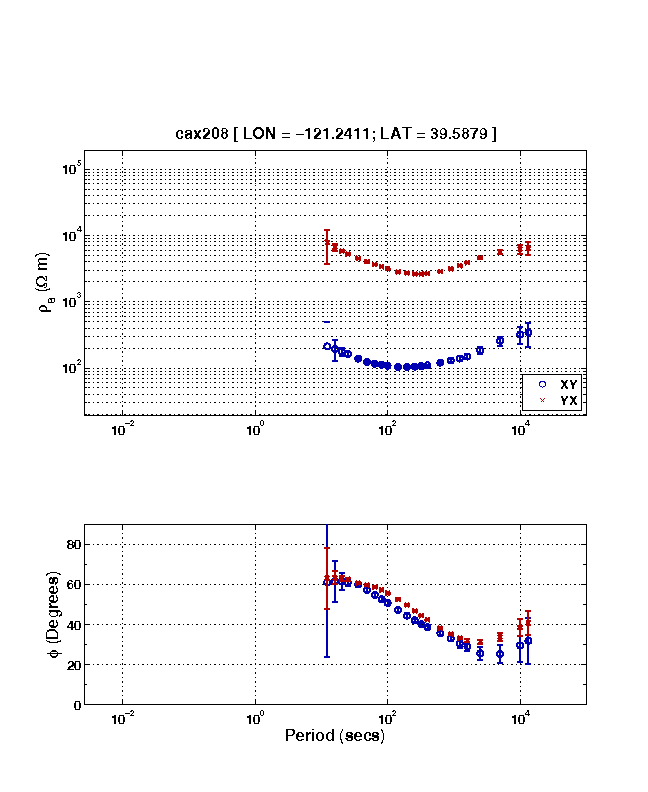 cax208 [ LON = −121.2411; LAT = 39.5879 ]
ρa (Ω m)
10^5
10^4
10^3
10^2
10^−2
10^0
10^2
10^4
XY
YX
φ (Degrees)
80
60
40
20
0
10^−2
10^0
10^2
10^4
Period (secs)